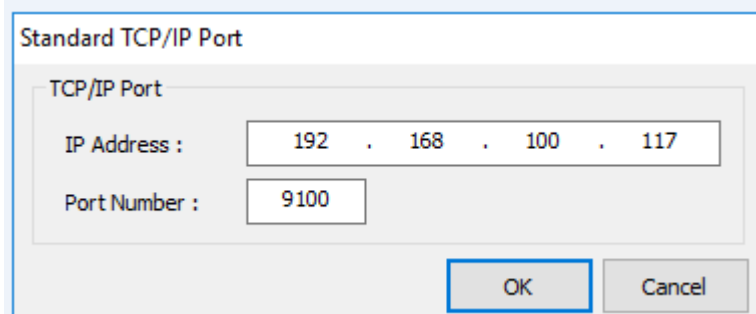 Standard TCP/IP Port
TCP/IP Port
IP Address : 192 . 168 . 100 . 117
Port Number : 9100
OK Cancel